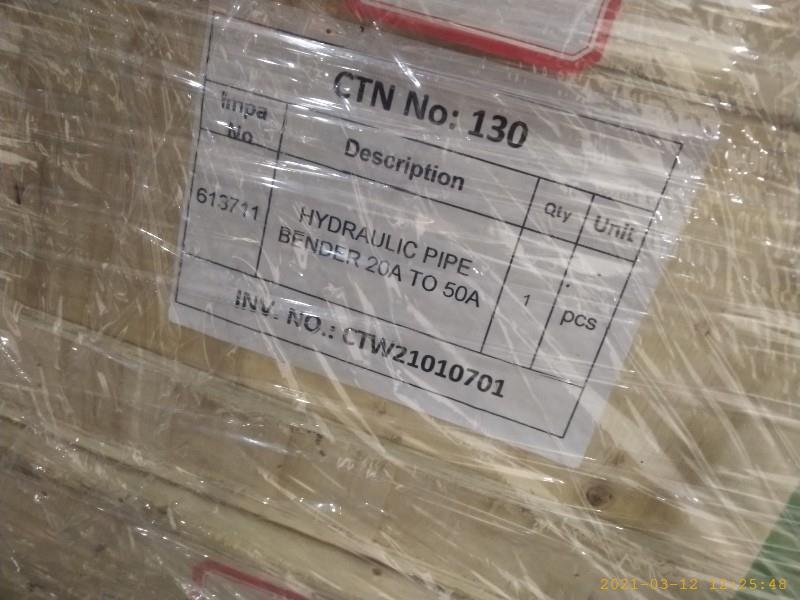 CTN No: 130
Impa No Description Qty Unit
613711 HYDRAULIC PIPE BENDER 20A TO 50A 1 pcs
INV. NO.: CTW21010701
2021-03-12 12:25:48